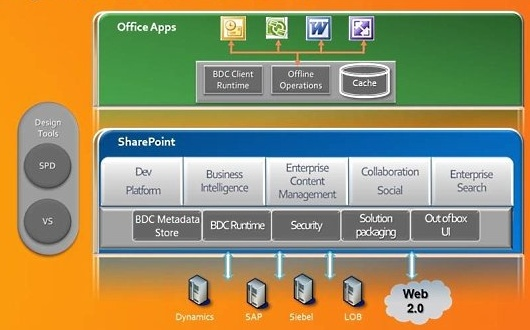 Office Apps
BDC Client
Runtime
Offline
Operations
Cache
Design
Tools
SPD
VS
SharePoint
Dev
Platform
Business
Intelligence
Enterprise
Content
Management
Collaboration
Social
Enterprise
Search
BDC Metadata
Store
BDC Runtime
Security
Solution
packaging
Out of box
UI
Dynamics
SAP
Siebel
LOB
Web
2.0